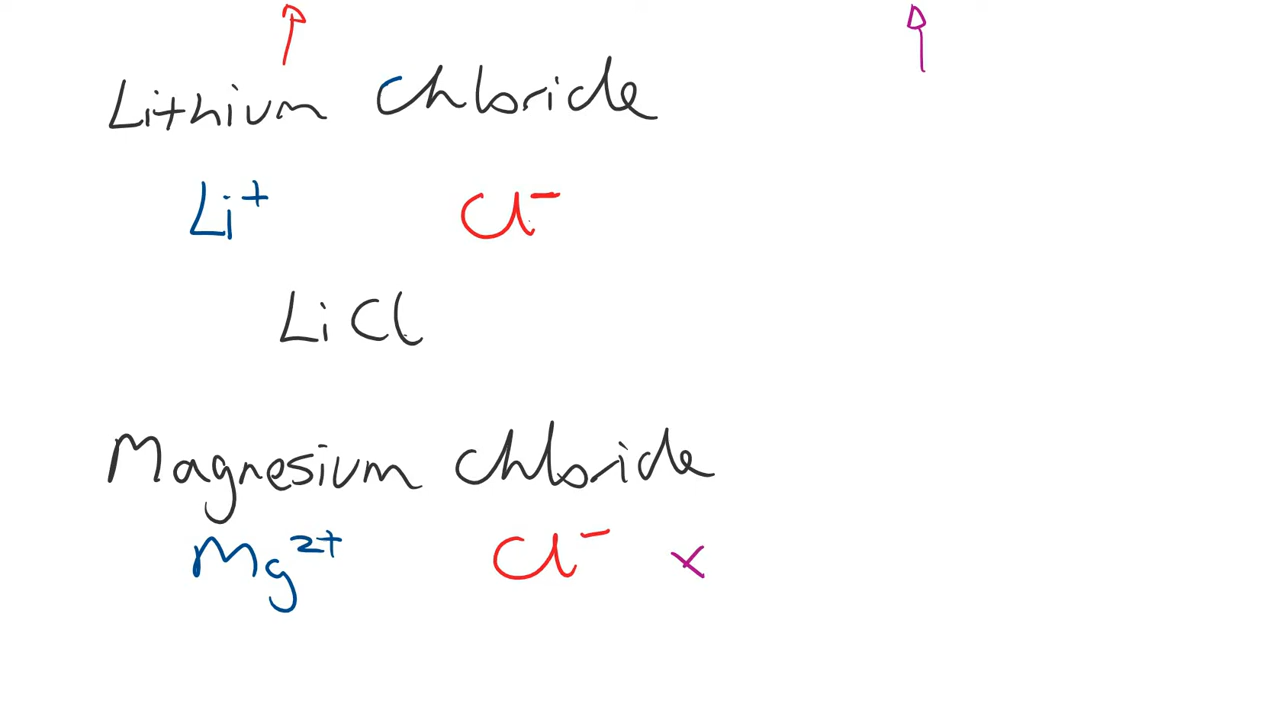 Lithium Chloride
Li⁺ Cl⁻
LiCl
Magnesium Chloride
Mg²⁺ Cl⁻ ×